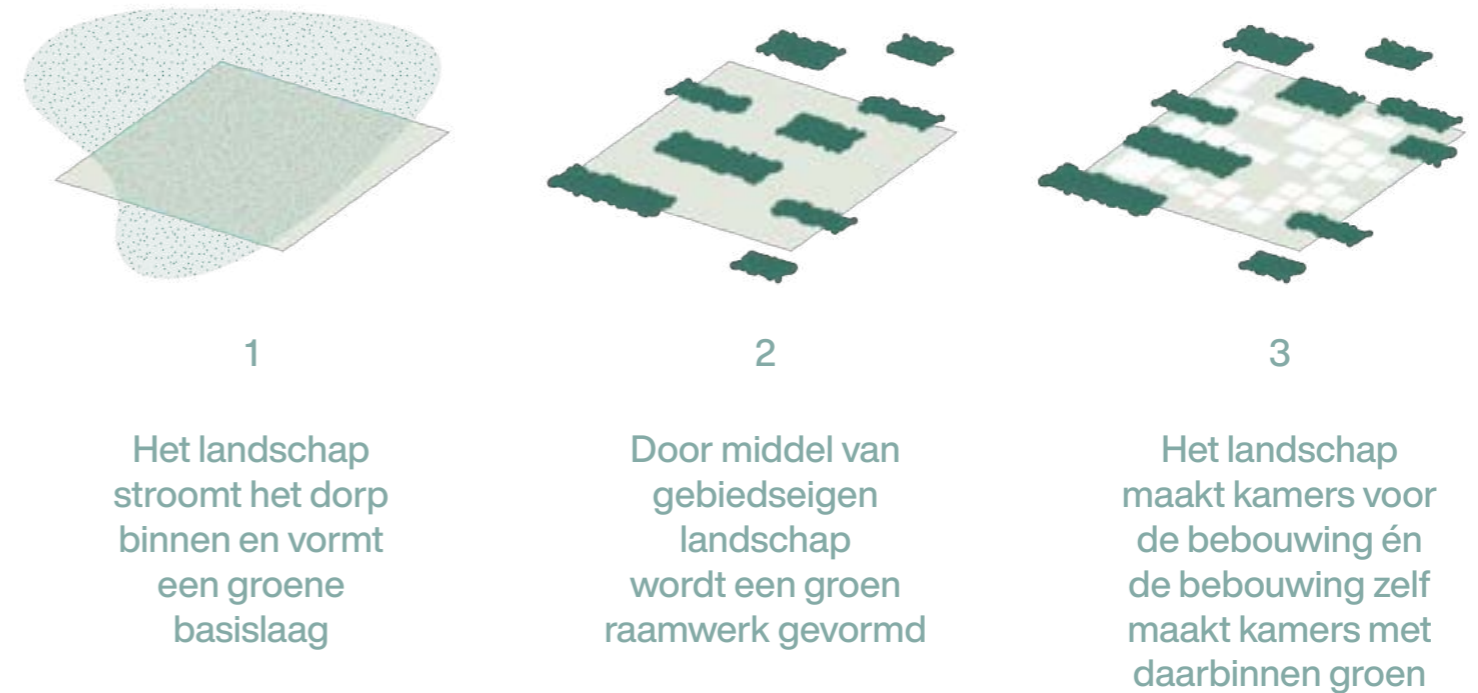 1
Het landschap
stroomt het dorp
binnen en vormt
een groene
basislaag
2
Door middel van
gebiedseigen
landschap
wordt een groen
raamwerk gevormd
3
Het landschap
maakt kamers voor
de bebouwing én
de bebouwing zelf
maakt kamers met
daarbinnen groen